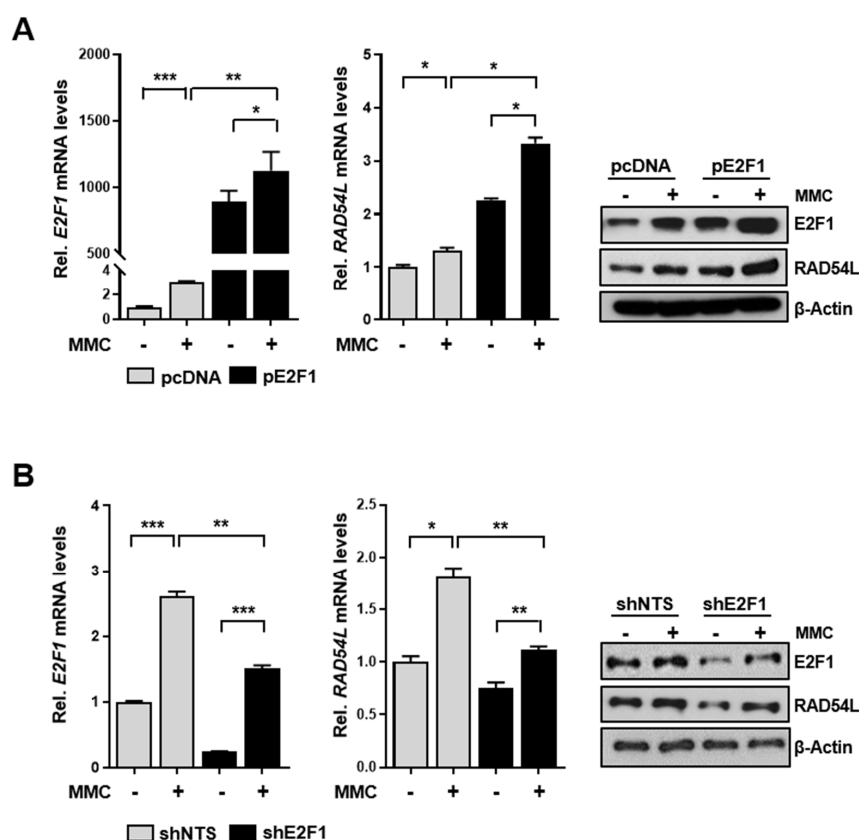 A
Rel. E2F1 mRNA levels
2000
1500
1000
500
4
2
0
*** ** *
MMC - + - +
Rel. RAD54L mRNA levels
5
4
3
2
1
0
* * *
- + - +
pcDNA pE2F1
pcDNA pE2F1
- + - + MMC
E2F1
RAD54L
β-Actin
B
Rel. E2F1 mRNA levels
4
3
2
1
0
*** ** ***
MMC - + - +
Rel. RAD54L mRNA levels
2.5
2.0
1.5
1.0
0.5
0.0
* ** **
MMC - + - +
shNTS shE2F1
shNTS shE2F1
- + - + MMC
E2F1
RAD54L
β-Actin